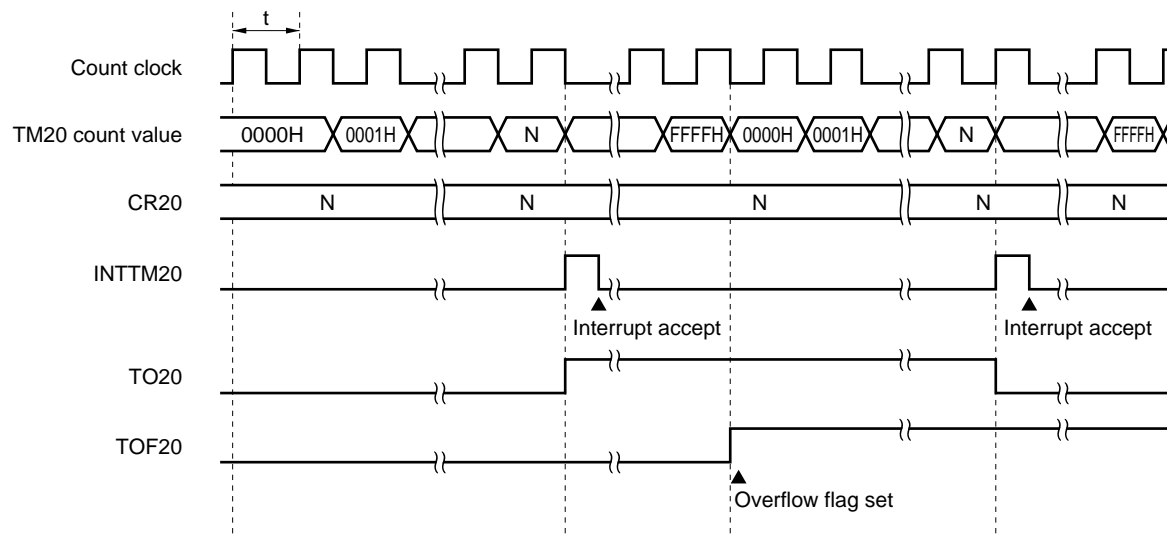 t
Count clock
TM20 count value 0000H 0001H N FFFFH 0000H 0001H N FFFFH
CR20 N N N N N
INTTM20
Interrupt accept Interrupt accept
TO20
TOF20
Overflow flag set